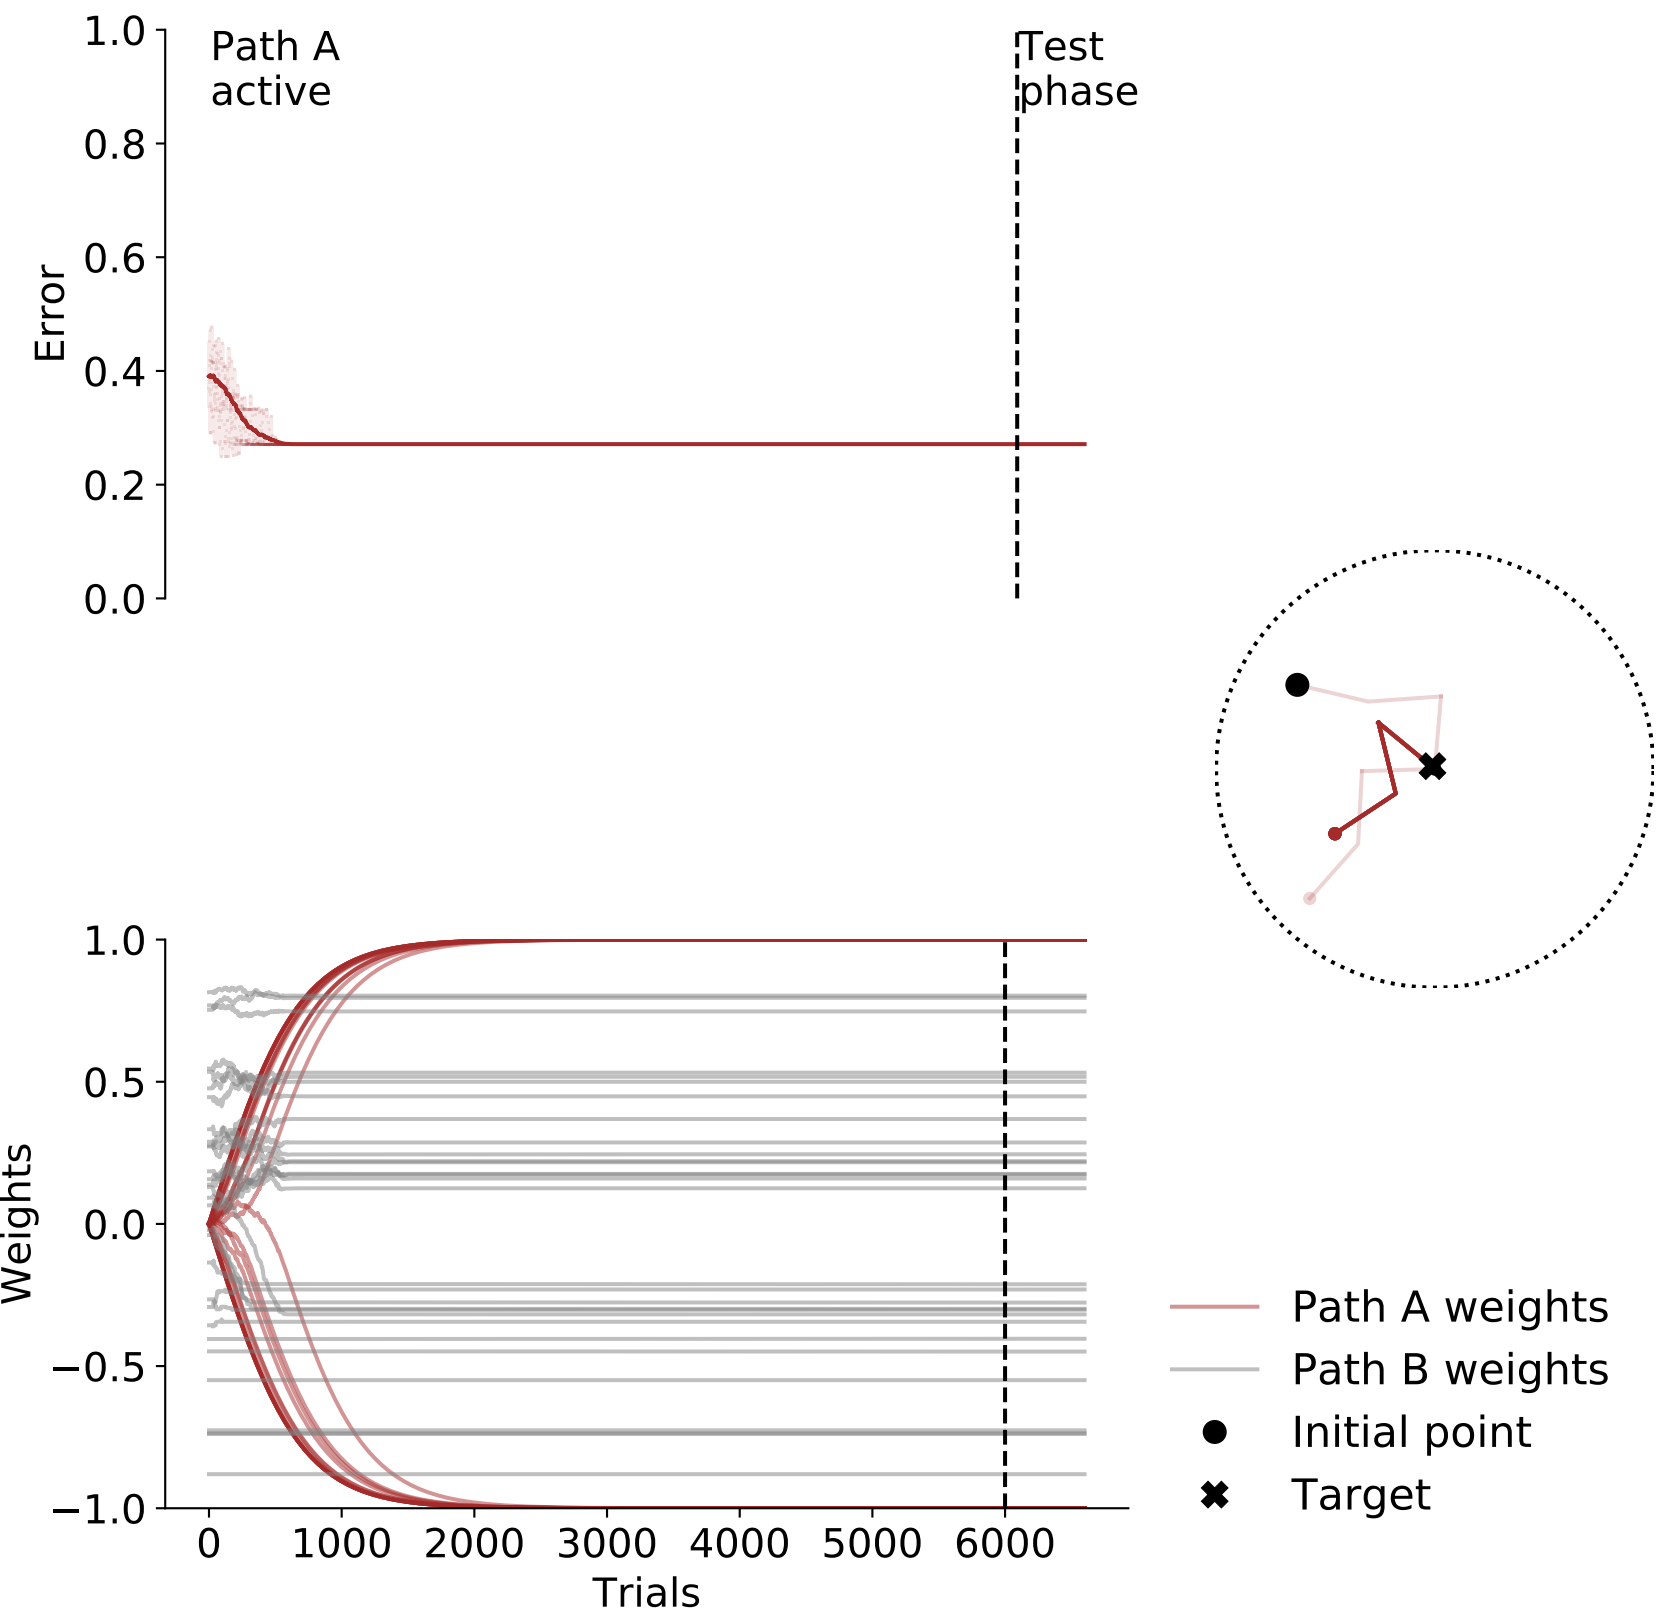 Path A
active
Test
phase
1.0
0.8
0.6
0.4
0.2
0.0
Error
1.0
0.5
0.0
−0.5
−1.0
Weights
0 1000 2000 3000 4000 5000 6000
Trials
Path A weights
Path B weights
Initial point
Target